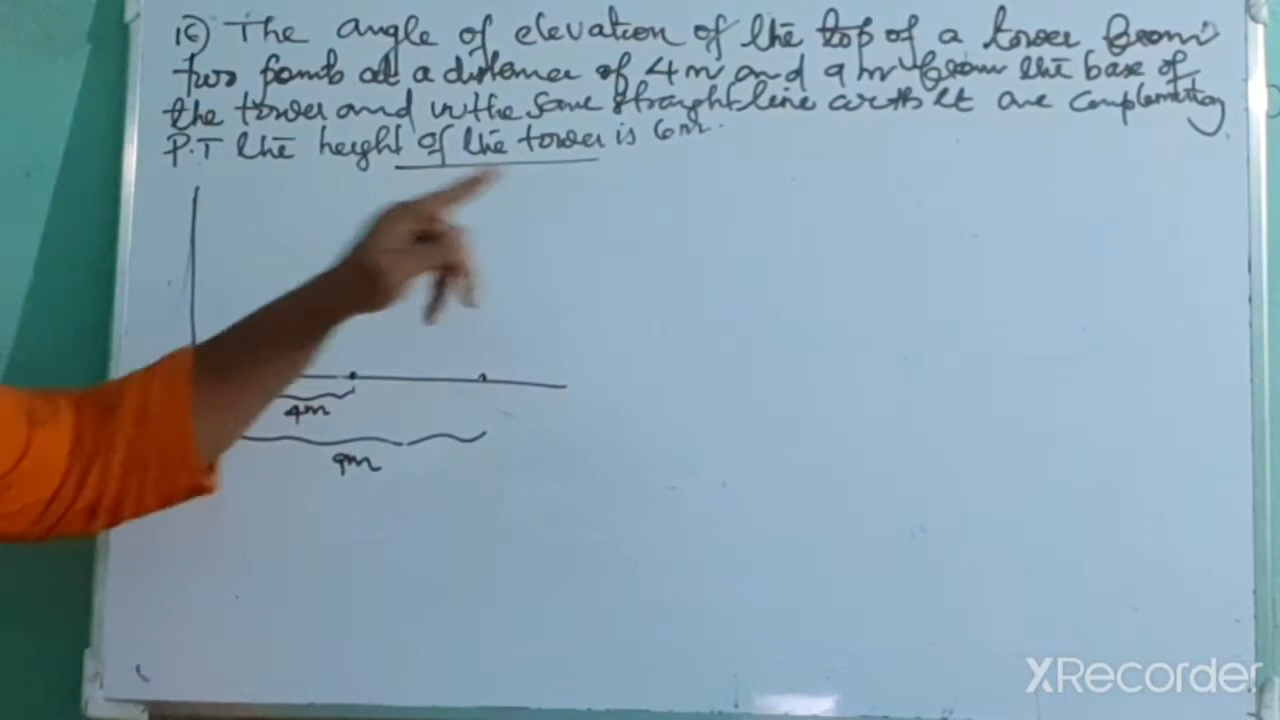 16) The angle of elevation of the top of a tower from
two points at a distance of 4m and 9m from the base of
the tower and in the same straight line with it are complementary
P.T the height of the tower is 6m.
4m
9m
XRecorder